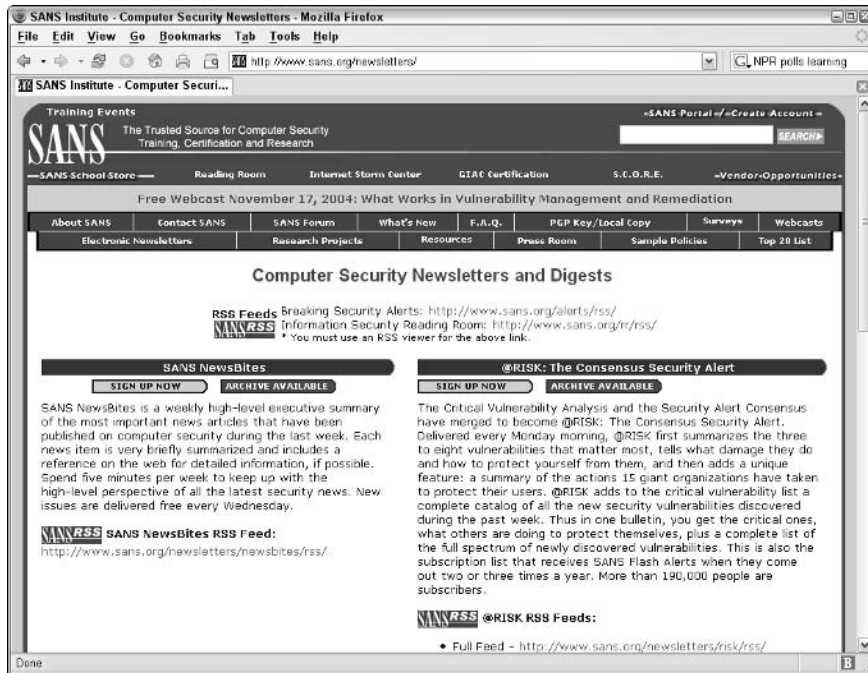 SANS Institute - Computer Security Newsletters - Mozilla Firefox
File Edit View Go Bookmarks Tab Tools Help
http://www.sans.org/newsletters/
G NPR polls learning
SANS Institute - Computer Securi...
Training Events
=SANS Portal=/=Create Account=
SANS
The Trusted Source for Computer Security
Training, Certification and Research
SEARCH
SANS School Store
Reading Room
Internet Storm Center
GIAC Certification
S.C.O.R.E.
=Vendor-Opportunities=
Free Webcast November 17, 2004: What Works in Vulnerability Management and Remediation
About SANS
Contact SANS
SANS Forum
What's New
F.A.Q.
PGP Key/Local Copy
Surveys
Webcasts
Electronic Newsletters
Research Projects
Resources
Press Room
Sample Policies
Top 20 List
Computer Security Newsletters and Digests
RSS Feeds Breaking Security Alerts: http://www.sans.org/alerts/rss/
SANS RSS Information Security Reading Room: http://www.sans.org/rr/rss/
* You must use an RSS viewer for the above link.
SANS NewsBites
SIGN UP NOW
ARCHIVE AVAILABLE
SANS NewsBites is a weekly high-level executive summary
of the most important news articles that have been
published on computer security during the last week. Each
news item is very briefly summarized and includes a
reference on the web for detailed information, if possible.
Spend five minutes per week to keep up with the
high-level perspective of all the latest security news. New
issues are delivered free every Wednesday.
SANS RSS SANS NewsBites RSS Feed:
http://www.sans.org/newsletters/newsbites/rss/
@RISK: The Consensus Security Alert
SIGN UP NOW
ARCHIVE AVAILABLE
The Critical Vulnerability Analysis and the Security Alert Consensus
have merged to become @RISK: The Consensus Security Alert.
Delivered every Monday morning, @RISK first summarizes the three
to eight vulnerabilities that matter most, tells what damage they do
and how to protect yourself from them, and then adds a unique
feature: a summary of the actions 15 giant organizations have taken
to protect their users. @RISK adds to the critical vulnerability list a
complete catalog of all the new security vulnerabilities discovered
during the past week. Thus in one bulletin, you get the critical ones,
what others are doing to protect themselves, plus a complete list of
the full spectrum of newly discovered vulnerabilities. This is also the
subscription list that receives SANS Flash Alerts when they come
out two or three times a year. More than 190,000 people are
subscribers.
SANS RSS @RISK RSS Feeds:
• Full Feed - http://www.sans.org/newsletters/risk/rss/
Done
B